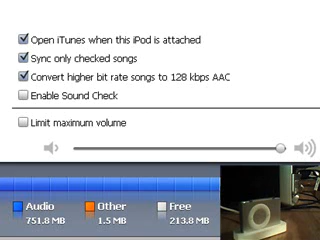 Open iTunes when this iPod is attached
Sync only checked songs
Convert higher bit rate songs to 128 kbps AAC
Enable Sound Check
Limit maximum volume
Audio Other Free
751.8 MB 1.5 MB 213.8 MB